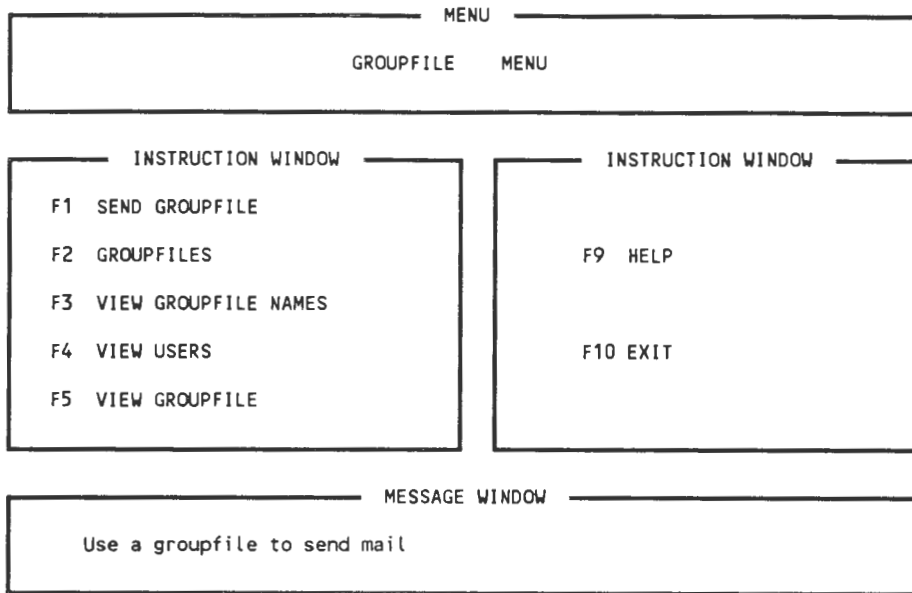 MENU
GROUPFILE MENU
INSTRUCTION WINDOW
F1 SEND GROUPFILE
F2 GROUPFILES
F3 VIEW GROUPFILE NAMES
F4 VIEW USERS
F5 VIEW GROUPFILE
INSTRUCTION WINDOW
F9 HELP
F10 EXIT
MESSAGE WINDOW
Use a groupfile to send mail